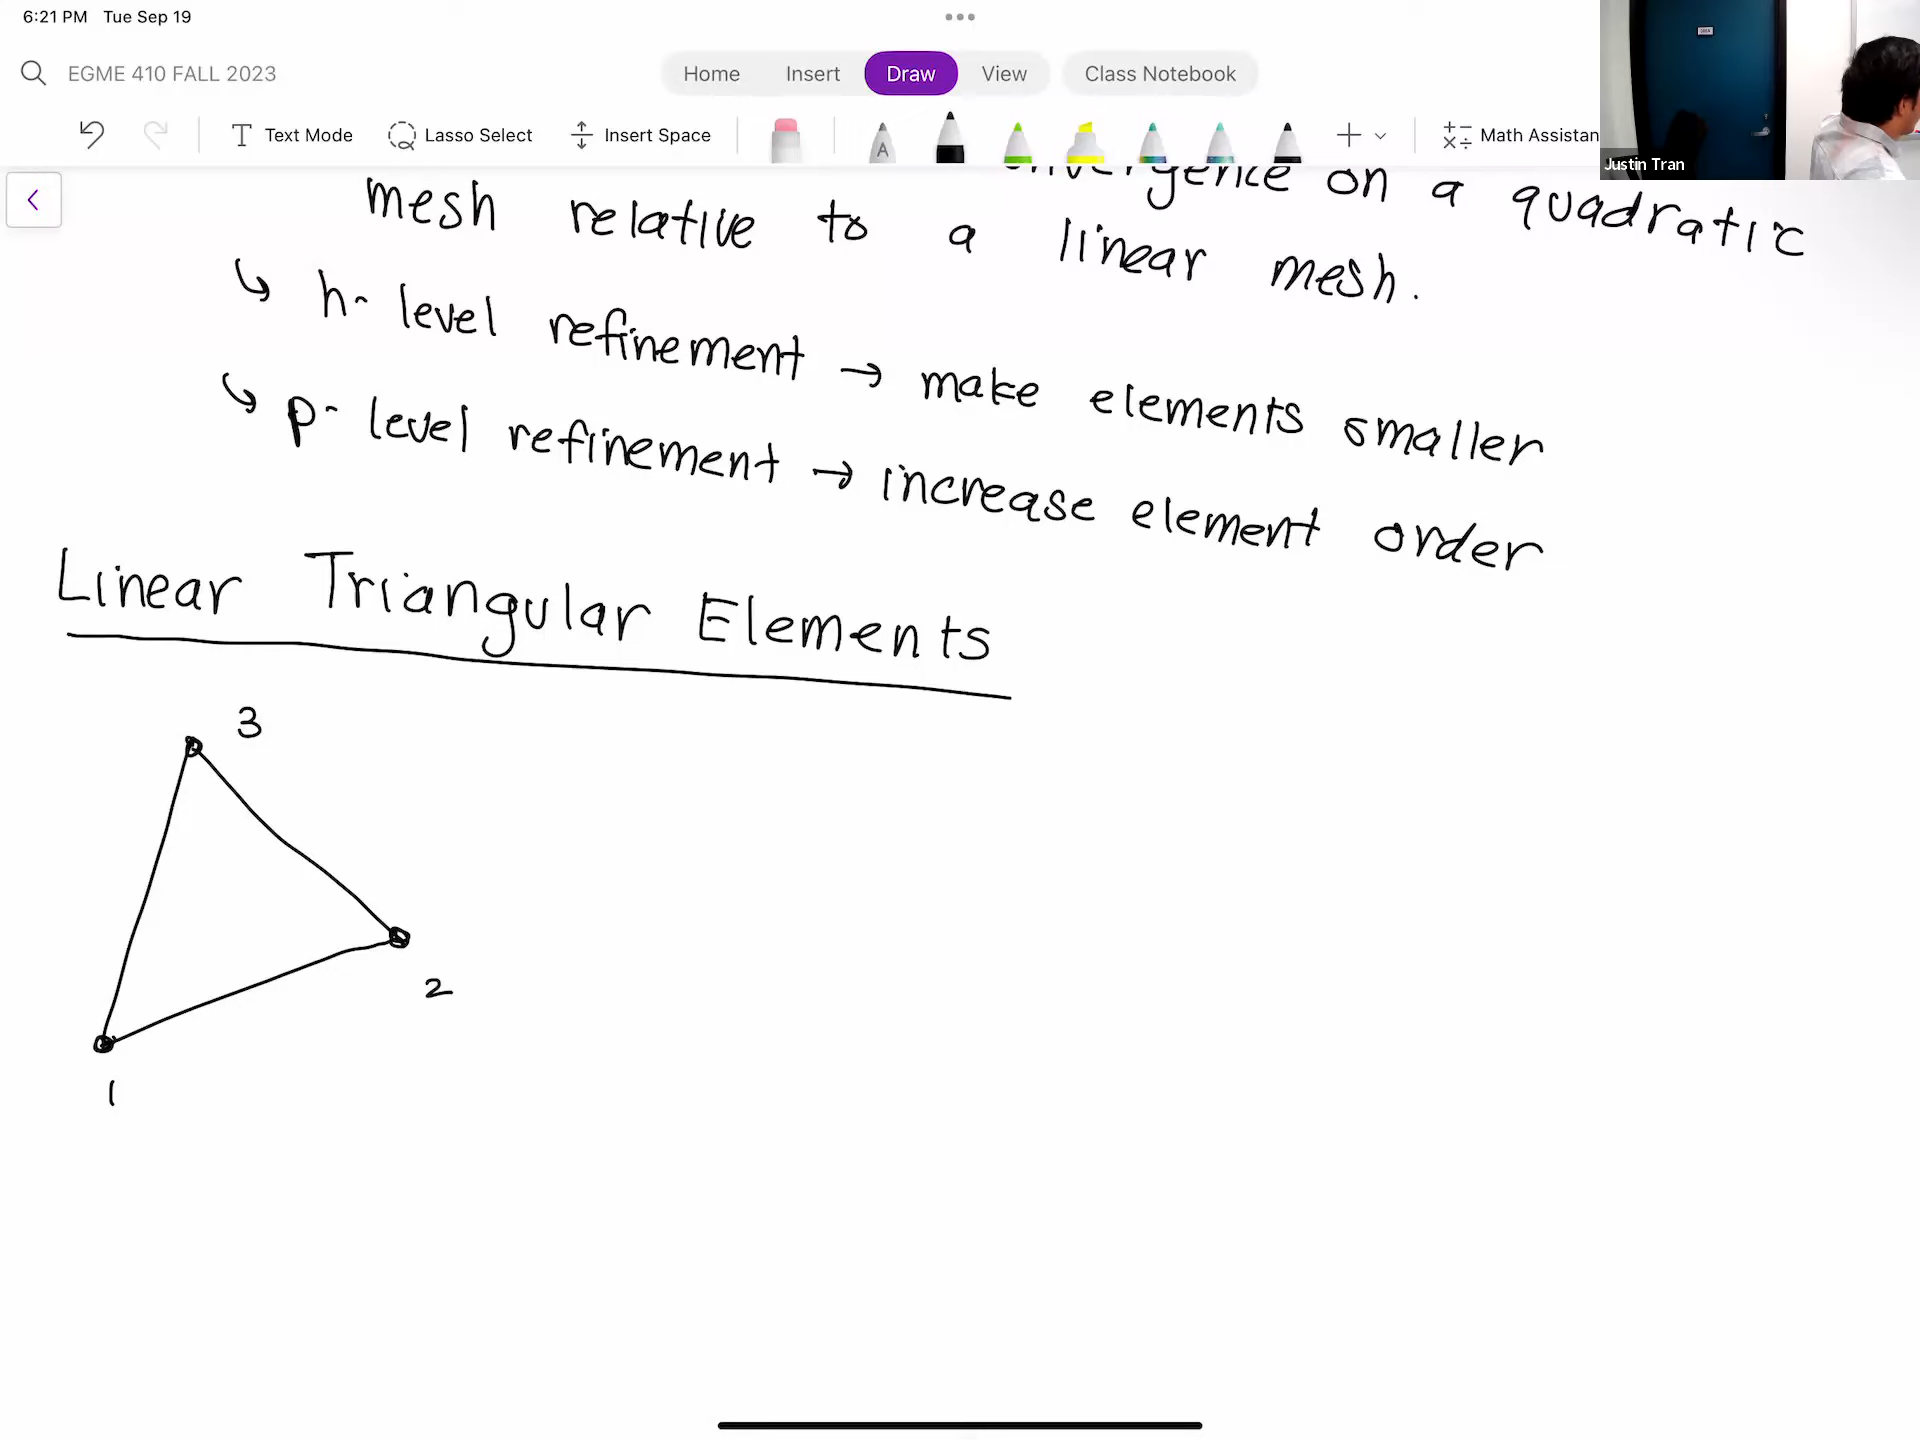 6:21 PM Tue Sep 19
EGME 410 FALL 2023
Home Insert Draw View Class Notebook
Text Mode Lasso Select Insert Space A Math Assistan
Justin Tran
on a quadratic
mesh relative to a linear mesh.
↳ h- level refinement → make elements smaller
↳ p- level refinement → increase element order
Linear Triangular Elements
3
2
1